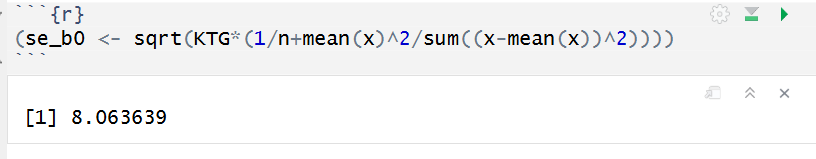 ```{r}
(se_b0 <- sqrt(KTG*(1/n+mean(x)^2/sum((x-mean(x))^2))))
```
[1] 8.063639